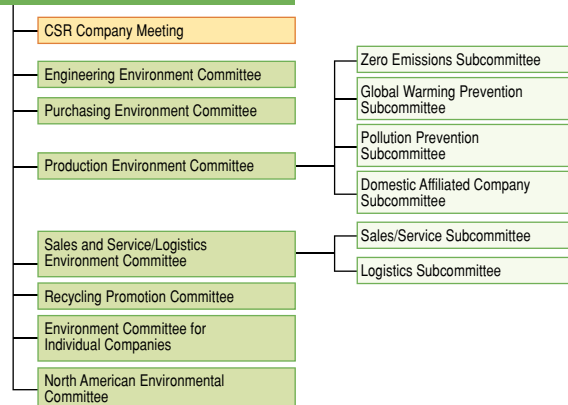 CSR Company Meeting
Engineering Environment Committee
Purchasing Environment Committee
Production Environment Committee
Sales and Service/Logistics
Environment Committee
Recycling Promotion Committee
Environment Committee for
Individual Companies
North American Environmental
Committee
Zero Emissions Subcommittee
Global Warming Prevention
Subcommittee
Pollution Prevention
Subcommittee
Domestic Affiliated Company
Subcommittee
Sales/Service Subcommittee
Logistics Subcommittee